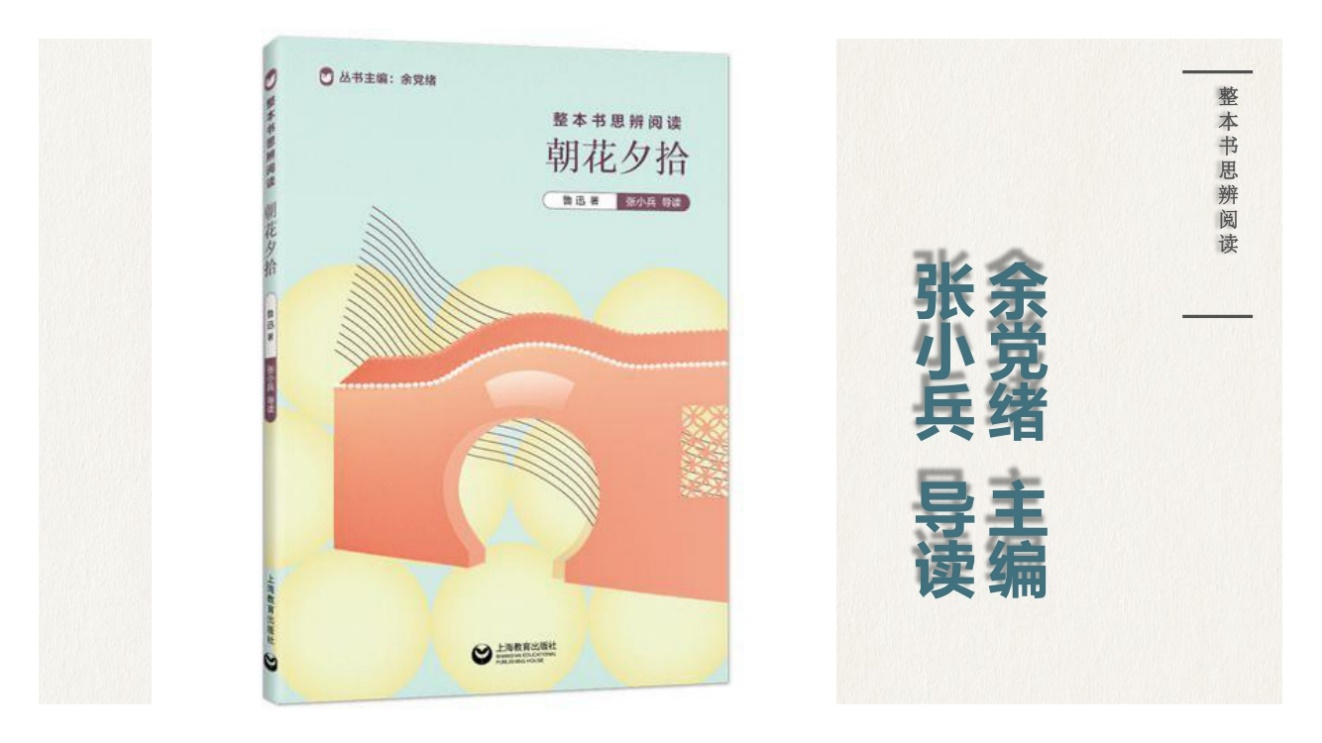 整本书思辨阅读
朝花夕拾
鲁迅 著
张小兵 导读
上海教育出版社
丛书主编：余党绪
整本书思辨阅读
朝花夕拾
鲁迅 著 张小兵 导读
上海教育出版社
SHANGHAI EDUCATIONAL
PUBLISHING HOUSE
整本书思辨阅读
余党绪 主编
张小兵 导读